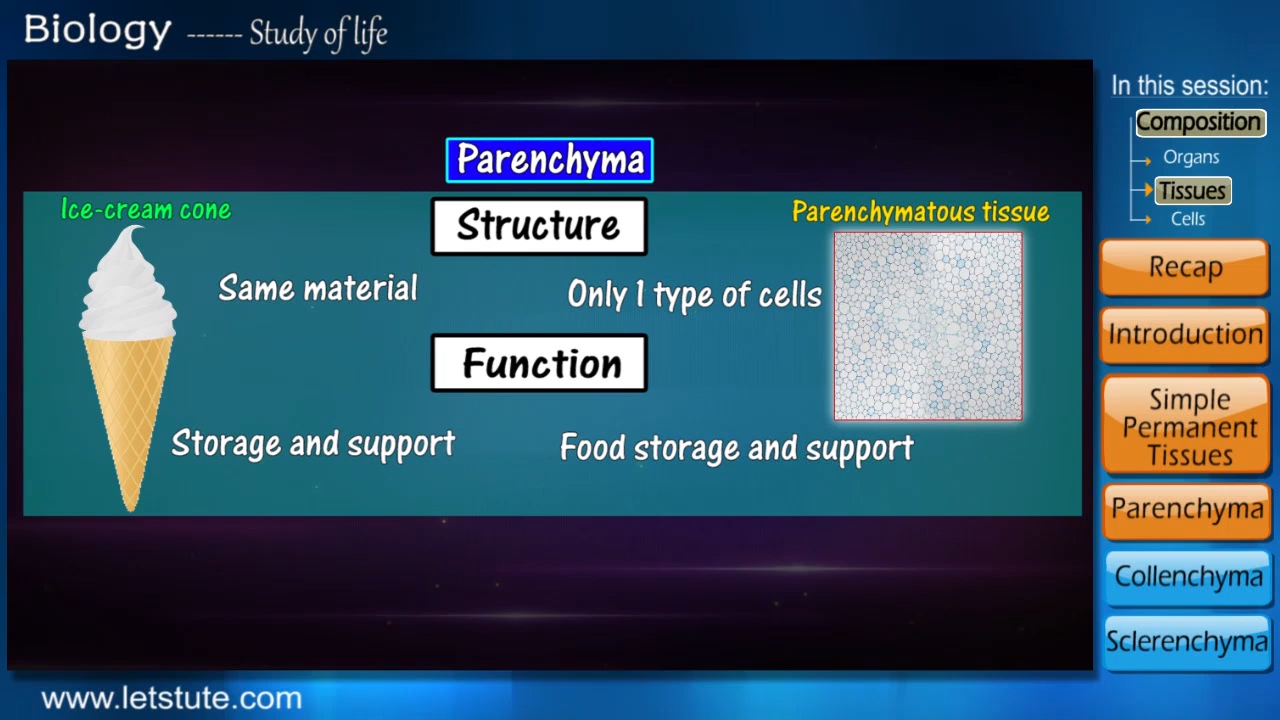 Biology ------ Study of life
Parenchyma
Ice-cream cone
Structure
Parenchymatous tissue
Same material
Only 1 type of cells
Function
Storage and support
Food storage and support
In this session:
Composition
Organs
Tissues
Cells
Recap
Introduction
Simple
Permanent
Tissues
Parenchyma
Collenchyma
Sclerenchyma
www.letstute.com